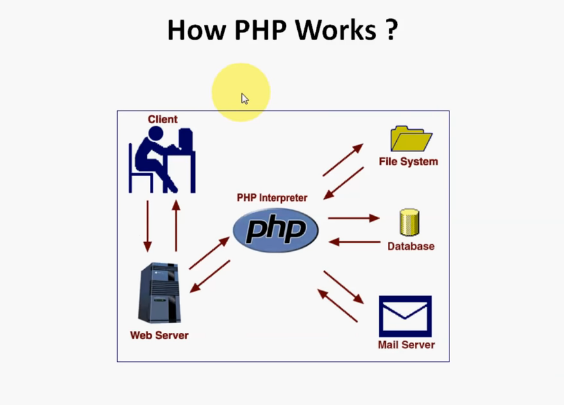 How PHP Works ?
Client
File System
PHP Interpreter
php
Database
Web Server
Mail Server